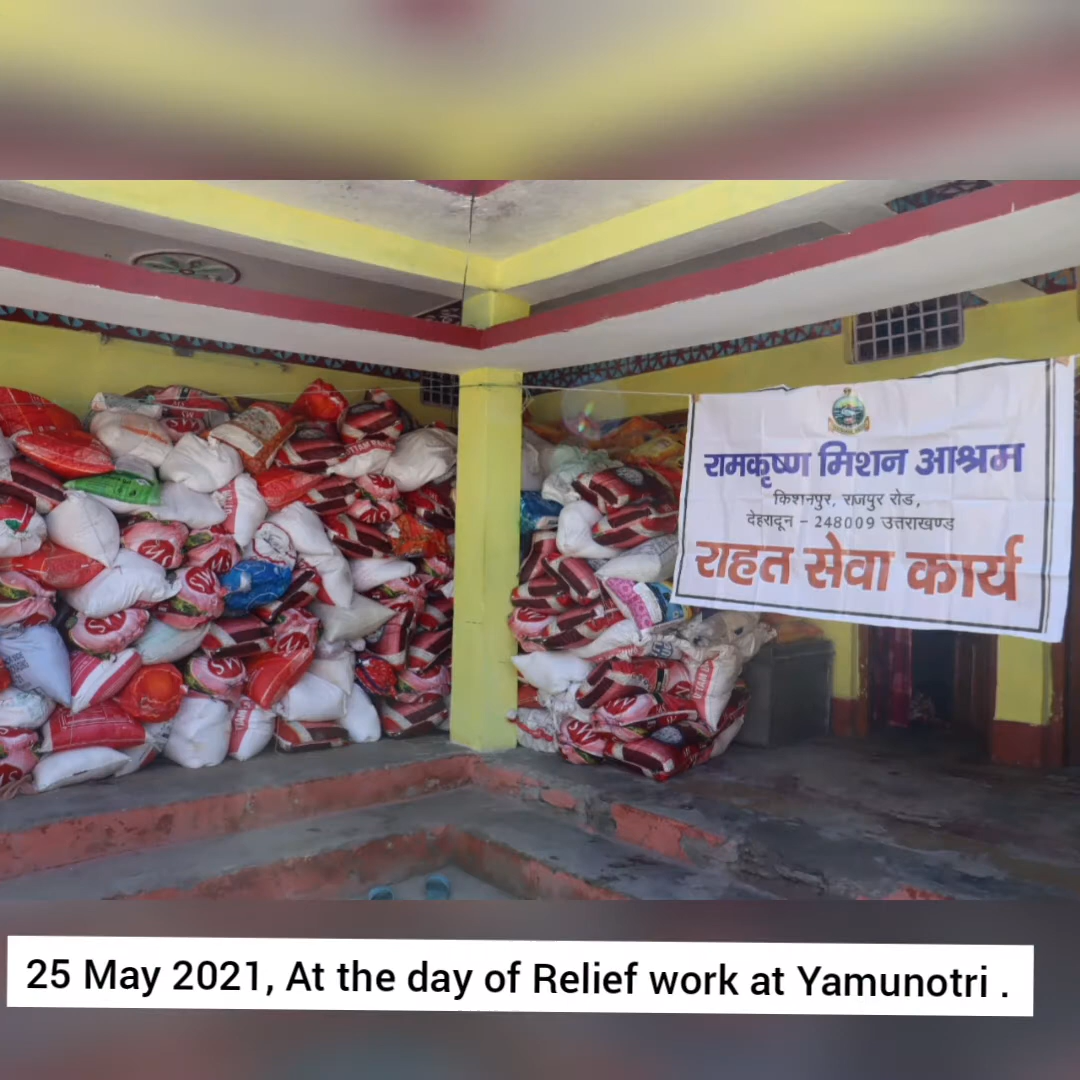 रामकृष्ण मिशन आश्रम
किशनपुर, राजपुर रोड,
देहरादून - 248009 उत्तराखण्ड
राहत सेवा कार्य
25 May 2021, At the day of Relief work at Yamunotri .